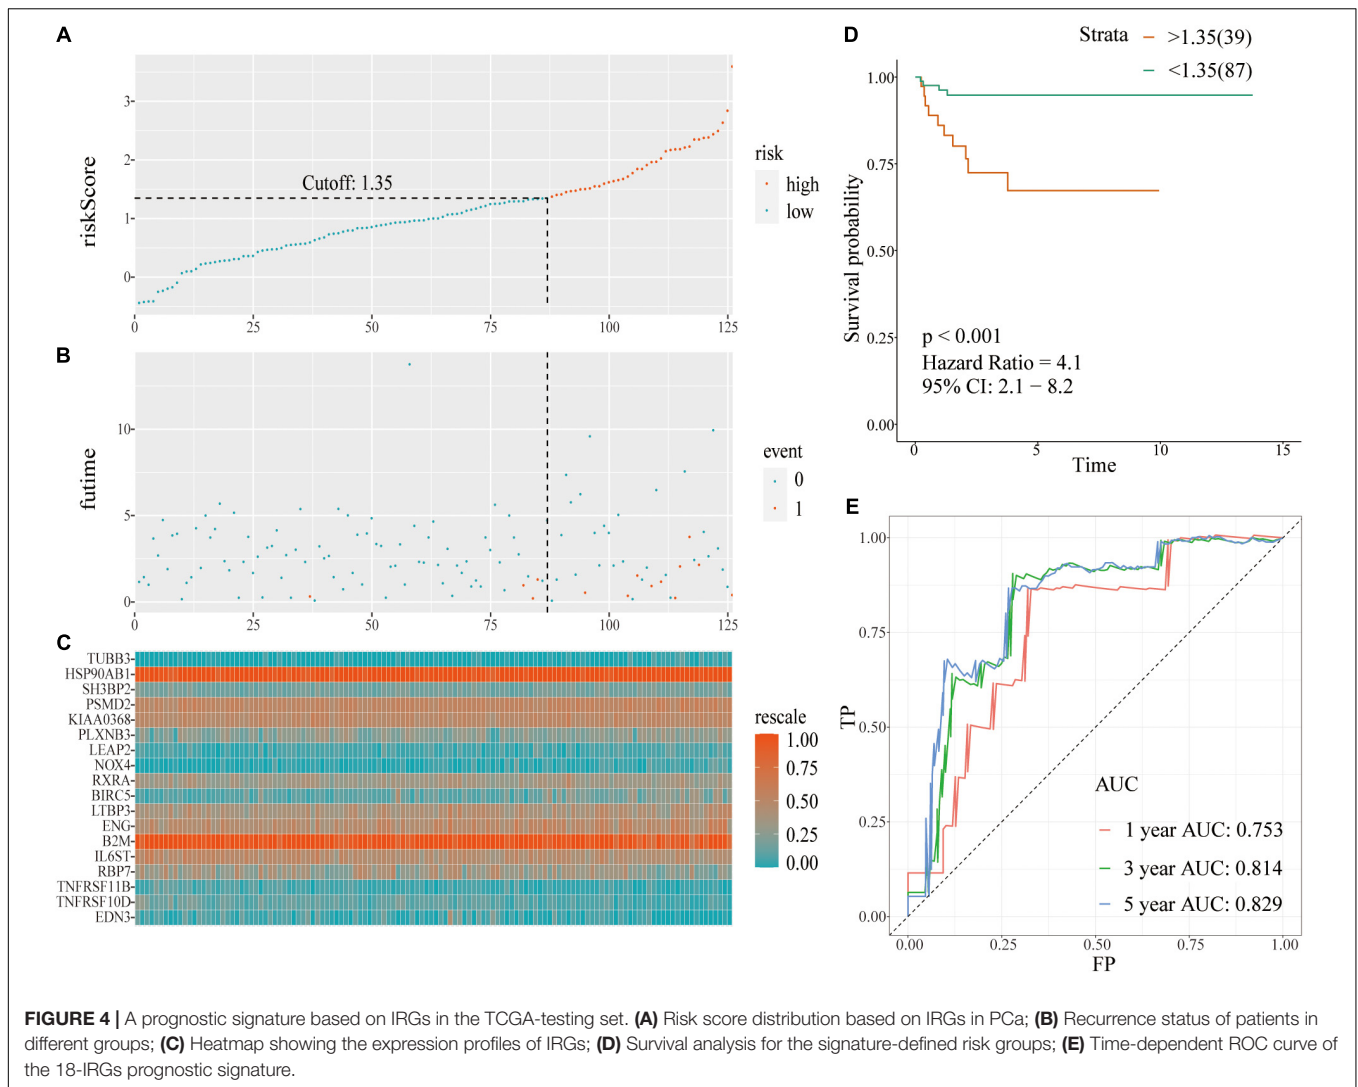 A
riskScore
3
2
1
0
Cutoff: 1.35
0 25 50 75 100 125
risk
high
low
B
futime
10
5
0
0 25 50 75 100 125
event
0
1
C
TUBB3
HSP90AB1
SH3BP2
PSMD2
KIAA0368
PLXNB3
LEAP2
NOX4
RXRA
BIRC5
LTBP3
ENG
B2M
IL6ST
RBP7
TNFRSF11B
TNFRSF10D
EDN3
rescale
1.00
0.75
0.50
0.25
0.00
D
Strata
>1.35(39)
<1.35(87)
Survival probability
1.00
0.75
0.50
0.25
0.00
p < 0.001
Hazard Ratio = 4.1
95% CI: 2.1 − 8.2
0 5 10 15
Time
E
TP
1.00
0.75
0.50
0.25
0.00
AUC
1 year AUC: 0.753
3 year AUC: 0.814
5 year AUC: 0.829
0.00 0.25 0.50 0.75 1.00
FP
FIGURE 4 | A prognostic signature based on IRGs in the TCGA-testing set. (A) Risk score distribution based on IRGs in PCa; (B) Recurrence status of patients in
different groups; (C) Heatmap showing the expression profiles of IRGs; (D) Survival analysis for the signature-defined risk groups; (E) Time-dependent ROC curve of
the 18-IRGs prognostic signature.